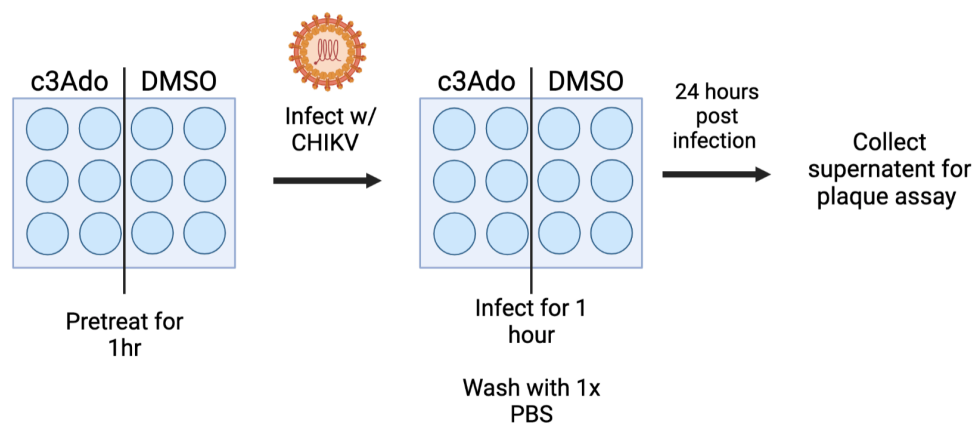 c3Ado DMSO
Pretreat for
1hr
Infect w/
CHIKV
c3Ado DMSO
Infect for 1
hour
Wash with 1x
PBS
24 hours
post
infection
Collect
supernatent for
plaque assay